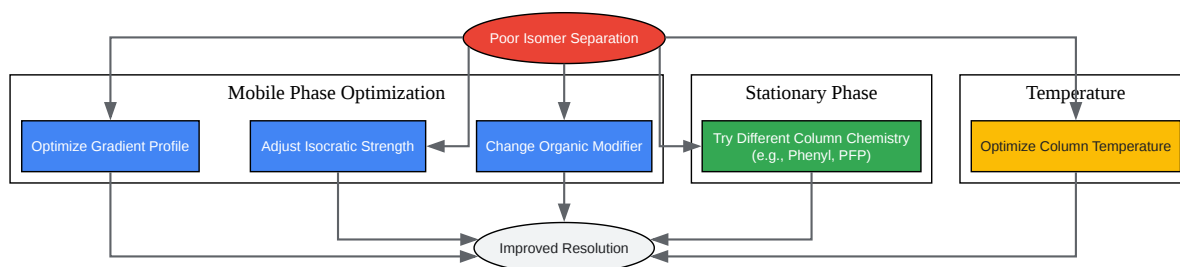 Poor Isomer Separation
Mobile Phase Optimization
Stationary Phase
Temperature
Optimize Gradient Profile
Adjust Isocratic Strength
Change Organic Modifier
Try Different Column Chemistry
(e.g., Phenyl, PFP)
Optimize Column Temperature
Improved Resolution